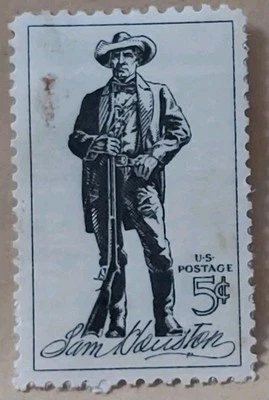 U.S.
POSTAGE
5¢
Sam Houston